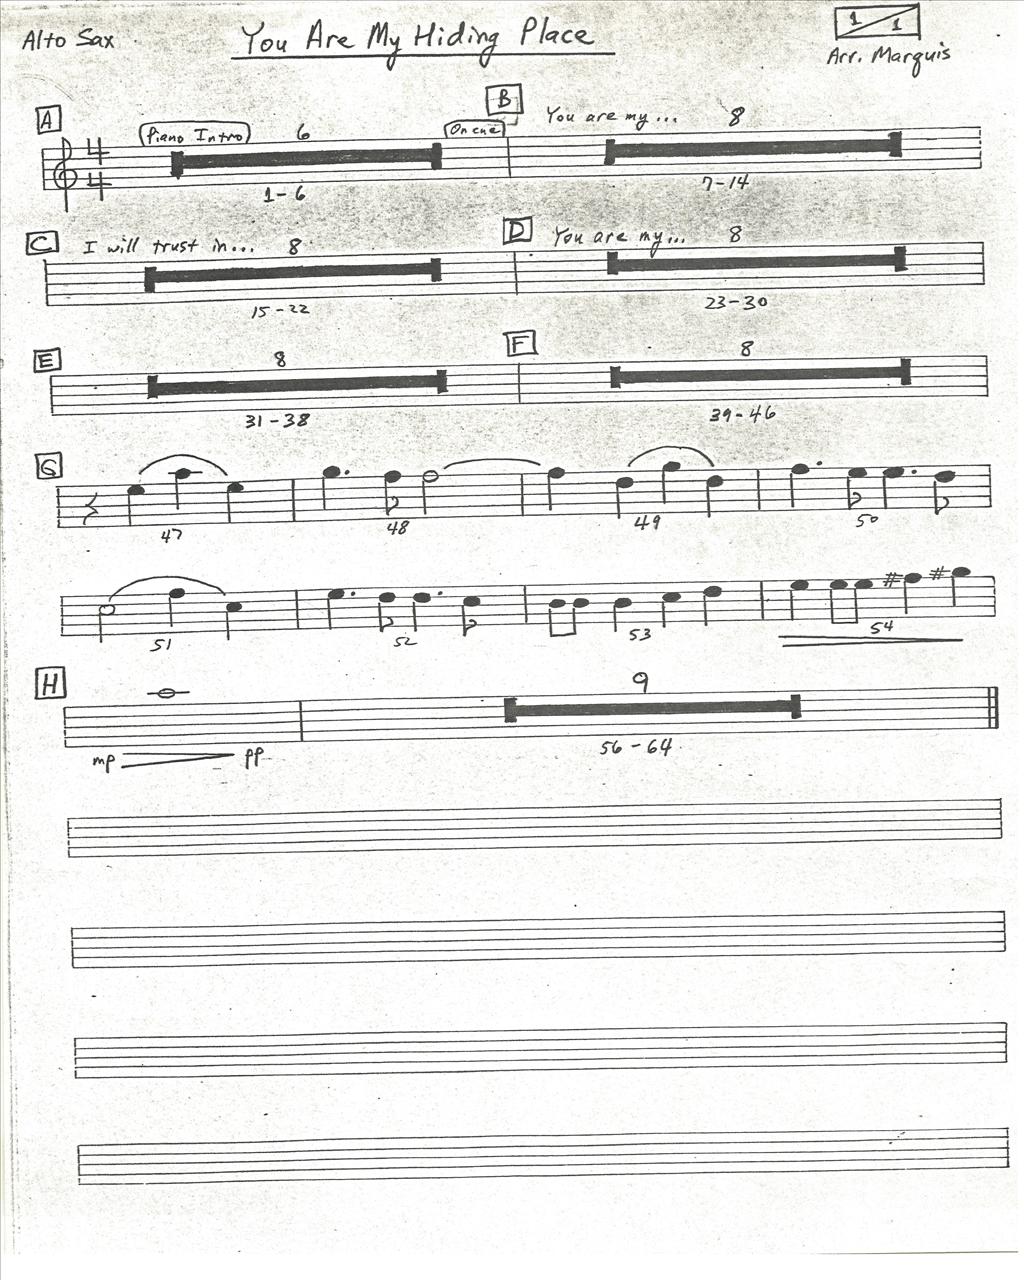 Alto Sax
You Are My Hiding Place
1/1
Arr. Marquis
A
(Piano Intro) 6 (On cue)
B
You are my... 8
4/4
1-6
7-14
C
I will trust in... 8
D
You are my... 8
15-22
23-30
E
8
F
8
31-38
39-46
G
47
48
49
50
51
52
53
54
H
9
mp pp
56-64